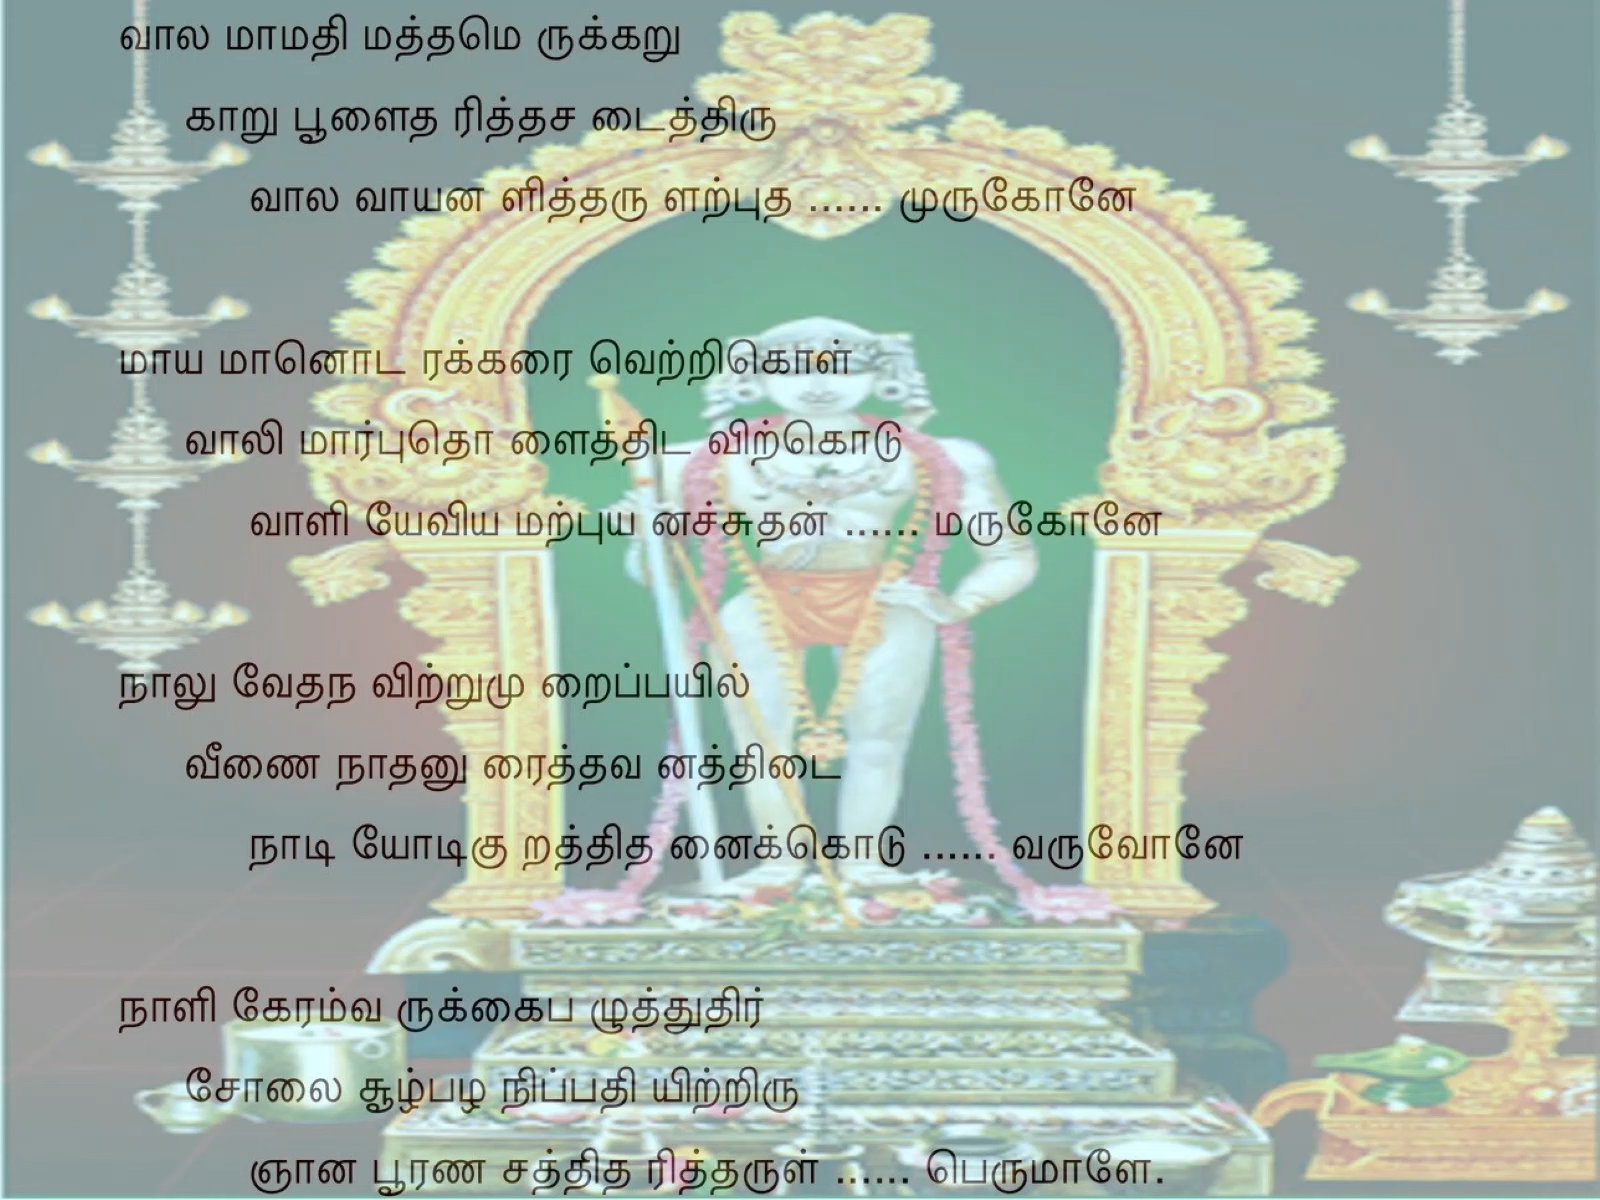 வால மாமதி மத்தமெ ருக்கறு
காறு பூளைத ரித்தச டைத்திரு
வால வாயன ளித்தரு ளற்புத ...... முருகோனே
மாய மானொட ரக்கரை வெற்றிகொள்
வாலி மார்புதொ ளைத்திட விற்கொடு
வாளி யேவிய மற்புய னச்சுதன் ...... மருகோனே
நாலு வேதந விற்றுமு றைப்பயில்
வீணை நாதனு ரைத்தவ னத்திடை
நாடி யோடிகு றத்தித னைக்கொடு ...... வருவோனே
நாளி கேரம்வ ருக்கைப ழுத்துதிர்
சோலை சூழ்பழ நிப்பதி யிற்றிரு
ஞான பூரண சத்தித ரித்தருள் ...... பெருமாளே.